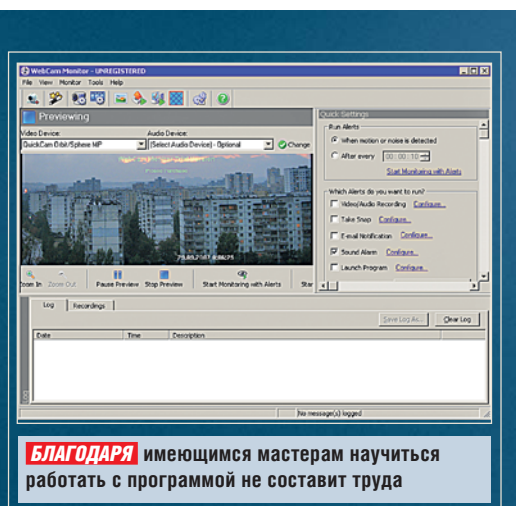 WebCam Monitor - UNREGISTERED
File View Monitor Tools Help
Previewing
Video Device:
Audio Device:
QuickCam Orbit/Sphere MP
[Select Audio Device] - Optional
Change
Zoom In
Zoom Out
Pause Preview
Stop Preview
Start Monitoring with Alerts
Quick Settings
Run Alerts
When motion or noise is detected
After every 00:00:10
Start Monitoring with Alerts
Which Alerts do you want to run?
Video/Audio Recording Configure...
Take Snap Configure...
E-mail Notification Configure...
Sound Alarm Configure...
Launch Program Configure...
Log Recordings
Save Log As... Clear Log
Date Time Description
LOG
No message(s) logged
БЛАГОДАРЯ имеющимся мастерам научиться
работать с программой не составит труда